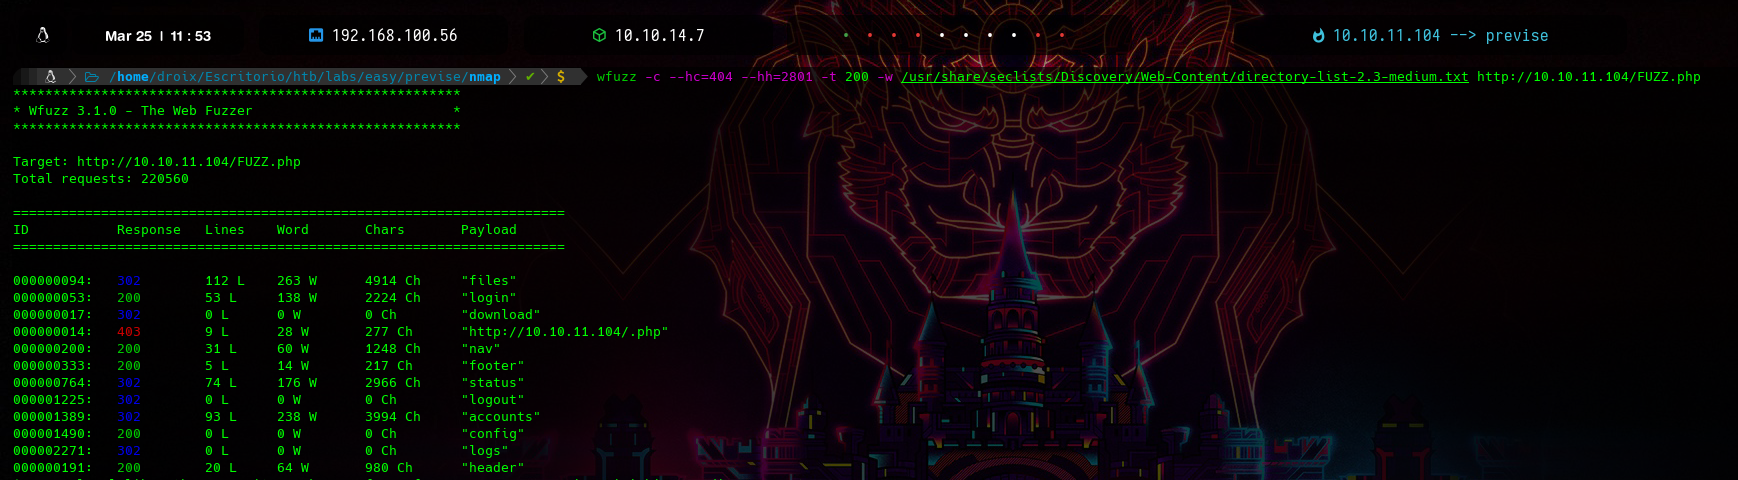 Mar 25 | 11:53 192.168.100.56 10.10.14.7 10.10.11.104 --> previse
/home/droix/Escritorio/htb/labs/easy/previse/nmap ✔ $ wfuzz -c --hc=404 --hh=2801 -t 200 -w /usr/share/seclists/Discovery/Web-Content/directory-list-2.3-medium.txt http://10.10.11.104/FUZZ.php
********************************************************
* Wfuzz 3.1.0 - The Web Fuzzer                         *
********************************************************
Target: http://10.10.11.104/FUZZ.php
Total requests: 220560
=====================================================================
ID           Response   Lines    Word       Chars       Payload
=====================================================================
000000094:   302        112 L    263 W      4914 Ch     "files"
000000053:   200        53 L     138 W      2224 Ch     "login"
000000017:   302        0 L      0 W        0 Ch        "download"
000000014:   403        9 L      28 W       277 Ch      "http://10.10.11.104/.php"
000000200:   200        31 L     60 W       1248 Ch     "nav"
000000333:   200        5 L      14 W       217 Ch      "footer"
000000764:   302        74 L     176 W      2966 Ch     "status"
000001225:   302        0 L      0 W        0 Ch        "logout"
000001389:   302        93 L     238 W      3994 Ch     "accounts"
000001490:   200        0 L      0 W        0 Ch        "config"
000002271:   302        0 L      0 W        0 Ch        "logs"
000000191:   200        20 L     64 W       980 Ch      "header"